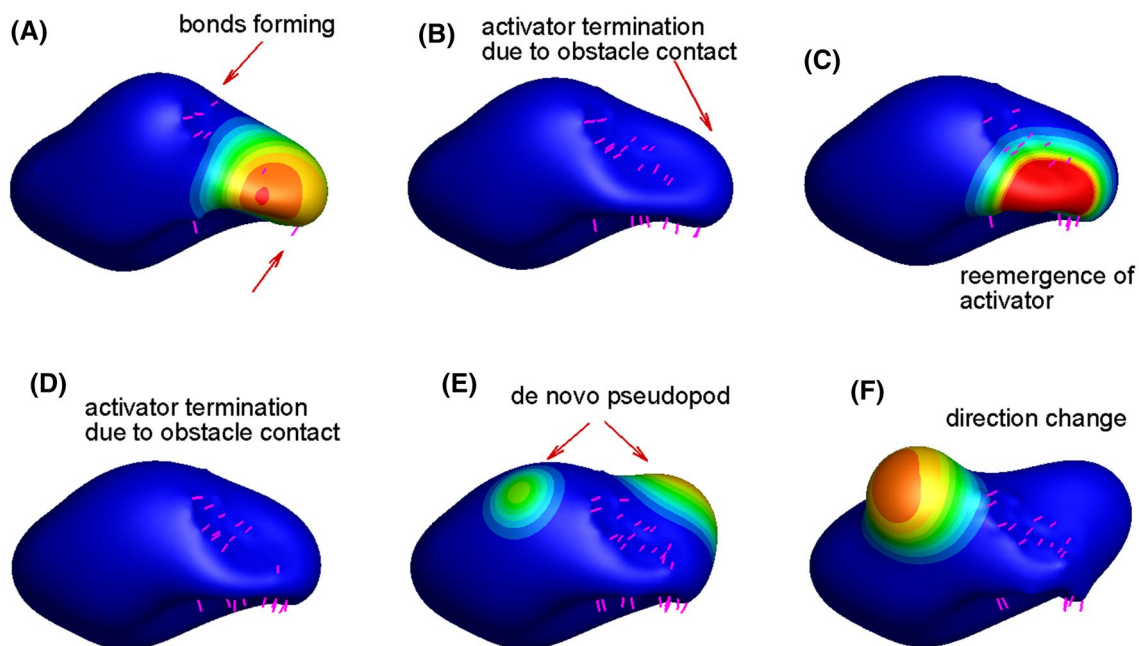 (A)
bonds forming
(B)
activator termination
due to obstacle contact
(C)
reemergence of
activator
(D)
activator termination
due to obstacle contact
(E)
de novo pseudopod
(F)
direction change